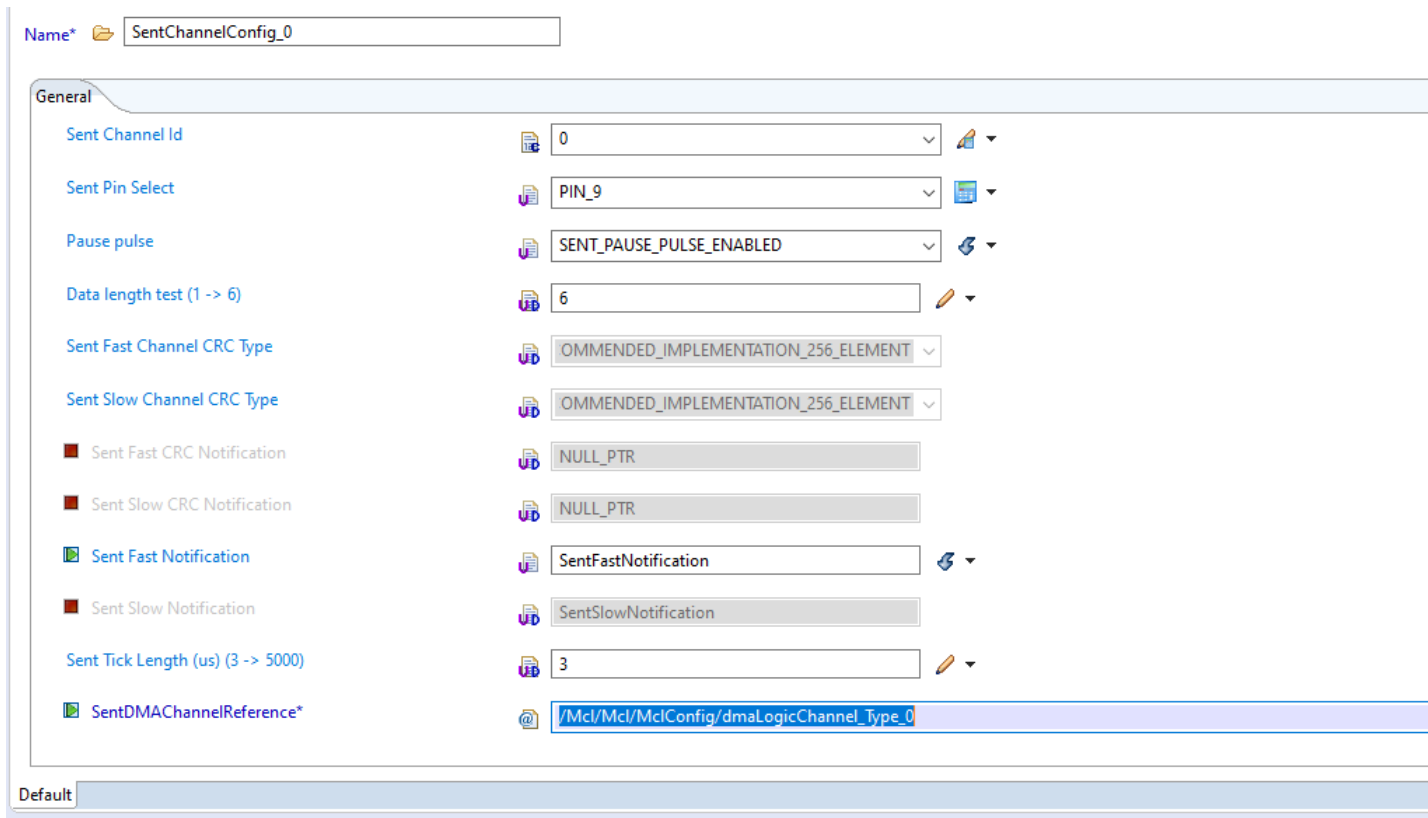 Name* SentChannelConfig_0
General
Sent Channel Id 0
Sent Pin Select PIN_9
Pause pulse SENT_PAUSE_PULSE_ENABLED
Data length test (1 -> 6) 6
Sent Fast Channel CRC Type OMMENDED_IMPLEMENTATION_256_ELEMENT
Sent Slow Channel CRC Type OMMENDED_IMPLEMENTATION_256_ELEMENT
Sent Fast CRC Notification NULL_PTR
Sent Slow CRC Notification NULL_PTR
Sent Fast Notification SentFastNotification
Sent Slow Notification SentSlowNotification
Sent Tick Length (us) (3 -> 5000) 3
SentDMAChannelReference* /Mcl/Mcl/MclConfig/dmaLogicChannel_Type_0
Default